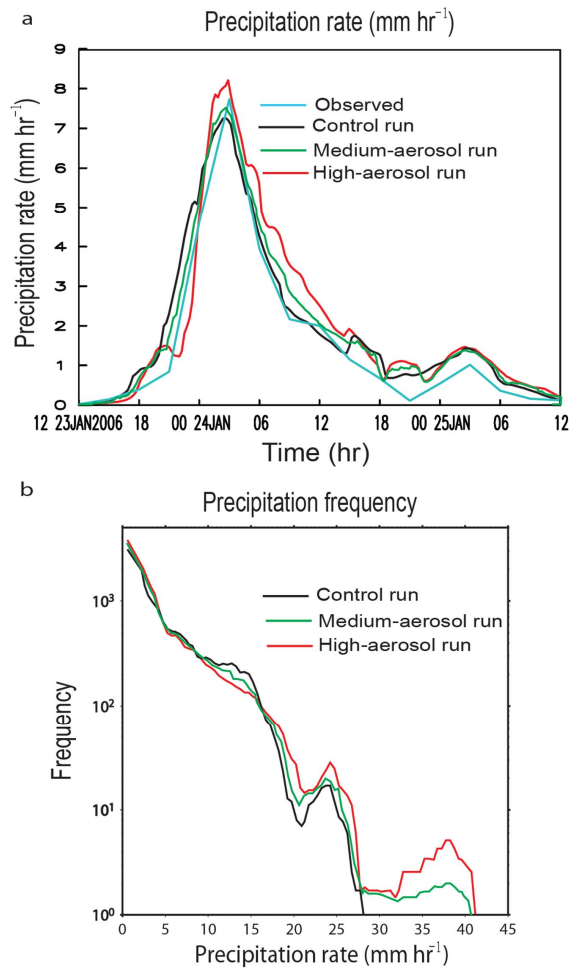 a
Precipitation rate (mm hr⁻¹)
Precipitation rate (mm hr⁻¹)
9
8
7
6
5
4
3
2
1
0
Observed
Control run
Medium-aerosol run
High-aerosol run
12 23JAN2006 18 00 24JAN 06 12 18 00 25JAN 06 12
Time (hr)
b
Precipitation frequency
Frequency
10³
10²
10¹
10⁰
Control run
Medium-aerosol run
High-aerosol run
0 5 10 15 20 25 30 35 40 45
Precipitation rate (mm hr⁻¹)